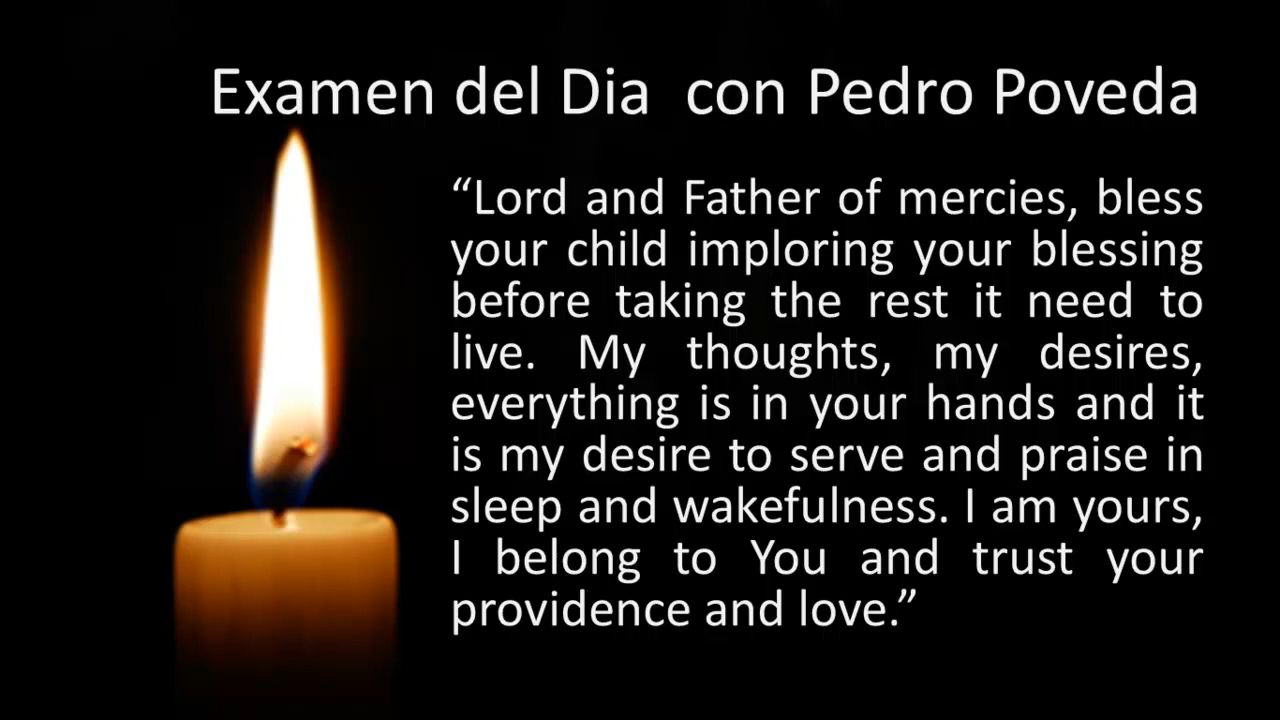 Examen del Dia  con Pedro Poveda
“Lord and Father of mercies, bless
your child imploring your blessing
before taking the rest it need to
live. My thoughts, my desires,
everything is in your hands and it
is my desire to serve and praise in
sleep and wakefulness. I am yours,
I belong to You and trust your
providence and love.”